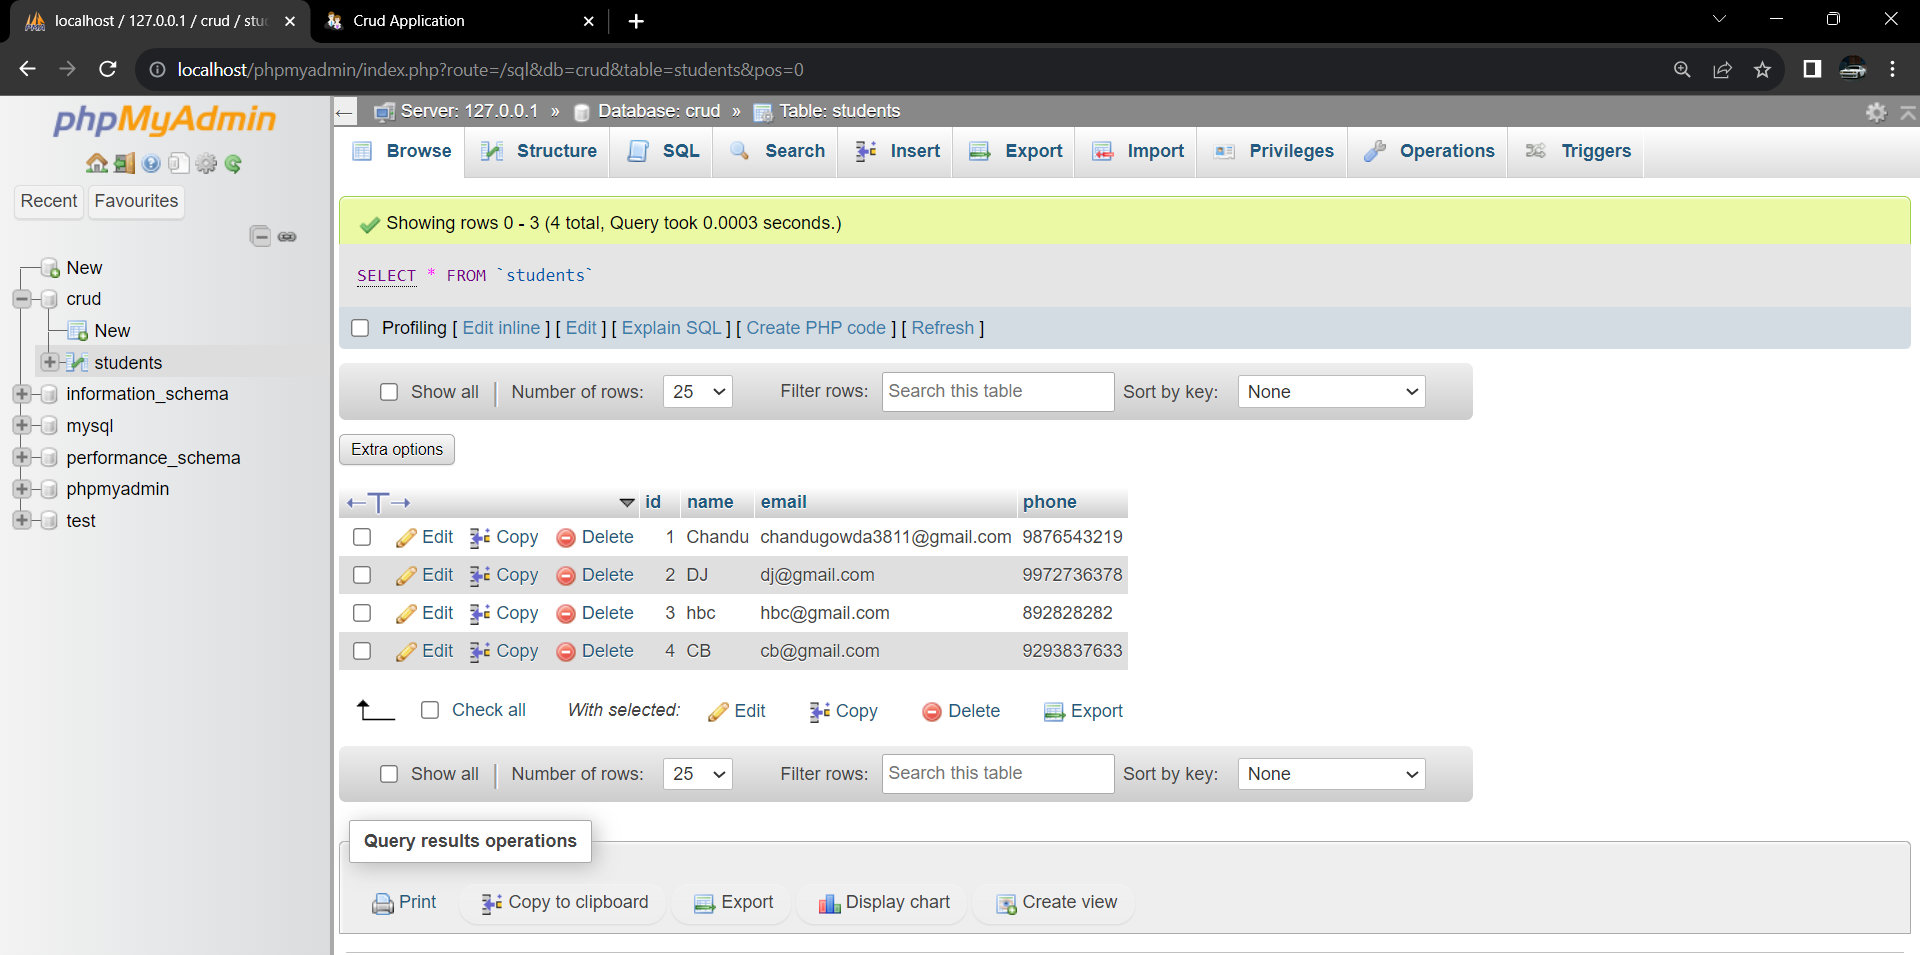 localhost / 127.0.0.1 / crud / stu
Crud Application
localhost/phpmyadmin/index.php?route=/sql&db=crud&table=students&pos=0
phpMyAdmin
Recent Favourites
New
crud
New
students
information_schema
mysql
performance_schema
phpmyadmin
test
Server: 127.0.0.1 » Database: crud » Table: students
Browse Structure SQL Search Insert Export Import Privileges Operations Triggers
Showing rows 0 - 3 (4 total, Query took 0.0003 seconds.)
SELECT * FROM `students`
Profiling [ Edit inline ] [ Edit ] [ Explain SQL ] [ Create PHP code ] [ Refresh ]
Show all | Number of rows: 25 Filter rows: Search this table Sort by key: None
Extra options
←T→ id name email phone
Edit Copy Delete 1 Chandu chandugowda3811@gmail.com 9876543219
Edit Copy Delete 2 DJ dj@gmail.com 9972736378
Edit Copy Delete 3 hbc hbc@gmail.com 892828282
Edit Copy Delete 4 CB cb@gmail.com 9293837633
Check all With selected: Edit Copy Delete Export
Show all | Number of rows: 25 Filter rows: Search this table Sort by key: None
Query results operations
Print Copy to clipboard Export Display chart Create view